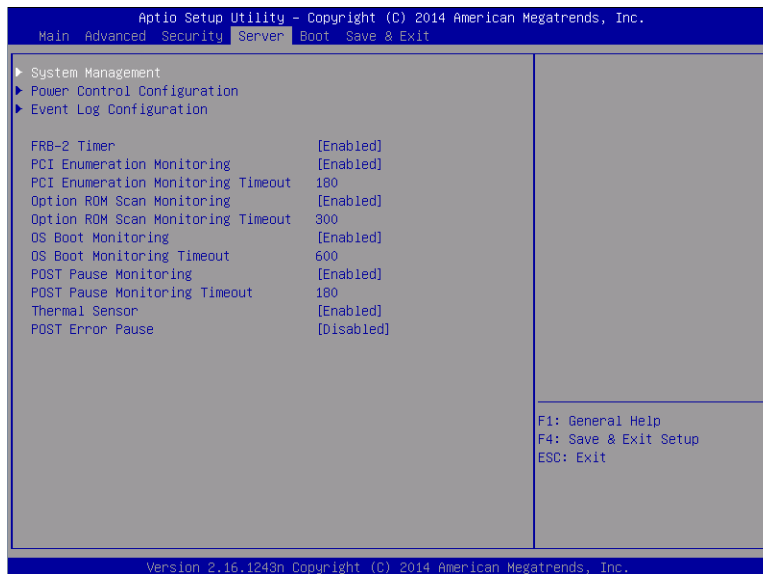 Aptio Setup Utility – Copyright (C) 2014 American Megatrends, Inc.
Main Advanced Security Server Boot Save & Exit
System Management
Power Control Configuration
Event Log Configuration
FRB-2 Timer [Enabled]
PCI Enumeration Monitoring [Enabled]
PCI Enumeration Monitoring Timeout 180
Option ROM Scan Monitoring [Enabled]
Option ROM Scan Monitoring Timeout 300
OS Boot Monitoring [Enabled]
OS Boot Monitoring Timeout 600
POST Pause Monitoring [Enabled]
POST Pause Monitoring Timeout 180
Thermal Sensor [Enabled]
POST Error Pause [Disabled]
F1: General Help
F4: Save & Exit Setup
ESC: Exit
Version 2.16.1243n Copyright (C) 2014 American Megatrends, Inc.